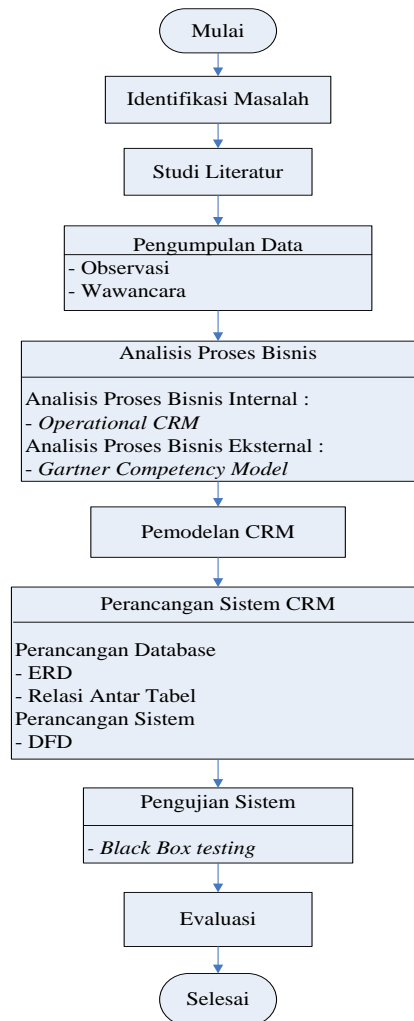 Mulai
Identifikasi Masalah
Studi Literatur
Pengumpulan Data
- Observasi
- Wawancara
Analisis Proses Bisnis
Analisis Proses Bisnis Internal :
- Operational CRM
Analisis Proses Bisnis Eksternal :
- Gartner Competency Model
Pemodelan CRM
Perancangan Sistem CRM
Perancangan Database
- ERD
- Relasi Antar Tabel
Perancangan Sistem
- DFD
Pengujian Sistem
- Black Box testing
Evaluasi
Selesai